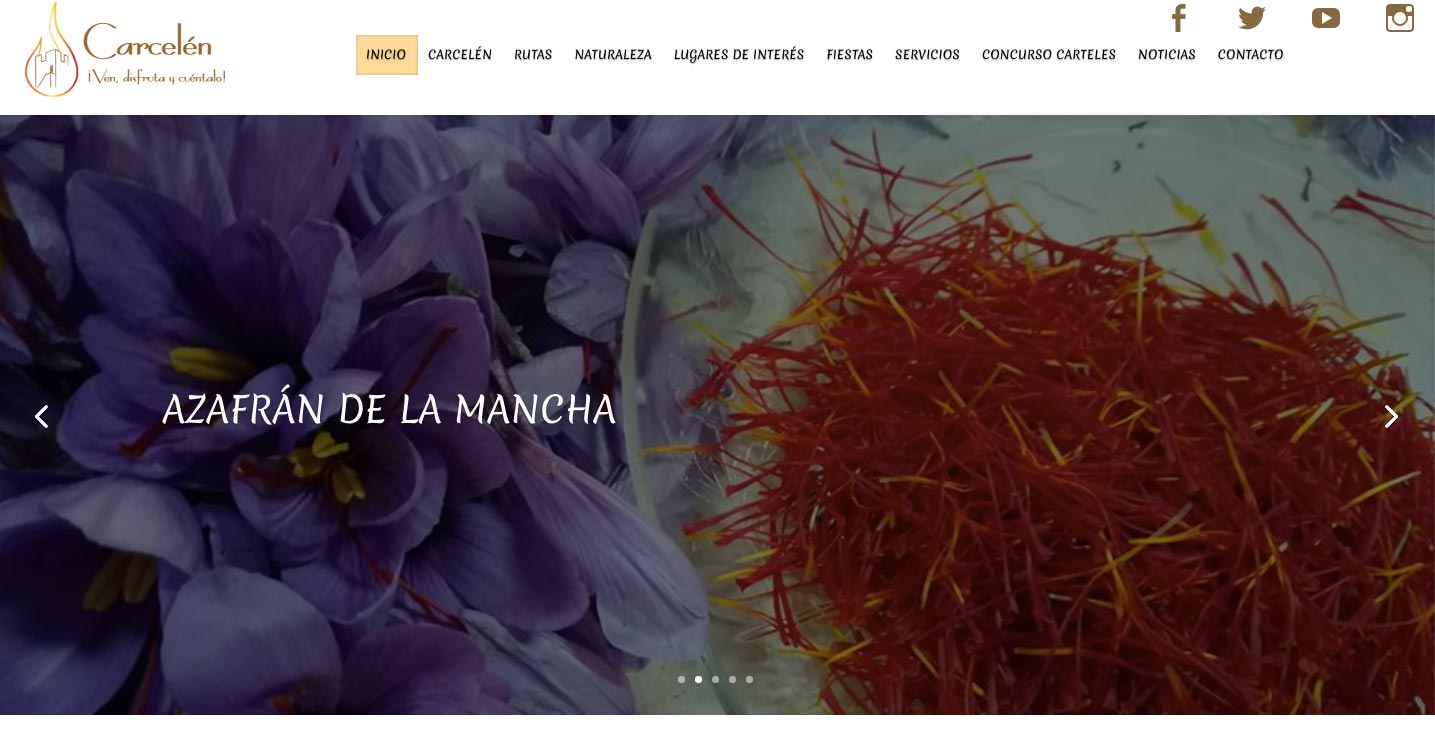 Carcelén
¡Ven, disfruta y cuéntalo!
INICIO CARCELÉN RUTAS NATURALEZA LUGARES DE INTERÉS FIESTAS SERVICIOS CONCURSO CARTELES NOTICIAS CONTACTO
AZAFRÁN DE LA MANCHA